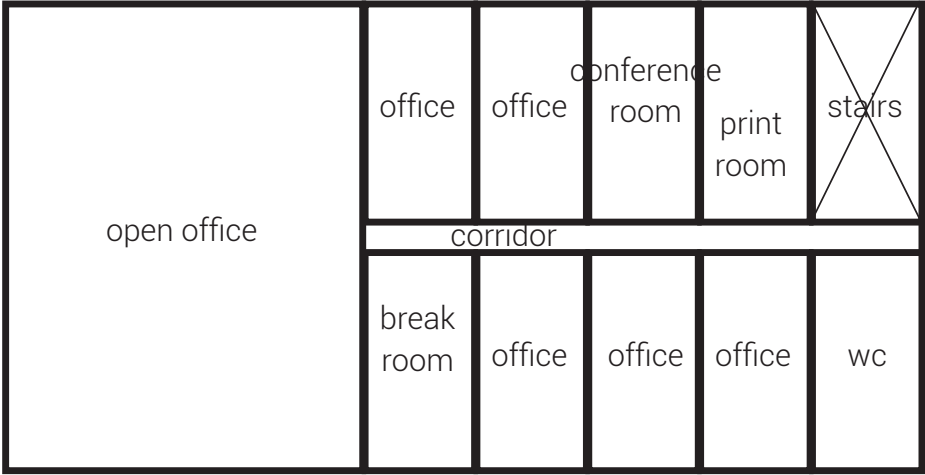 open office
office
office
conference
room
print
room
stairs
corridor
break
room
office
office
office
wc